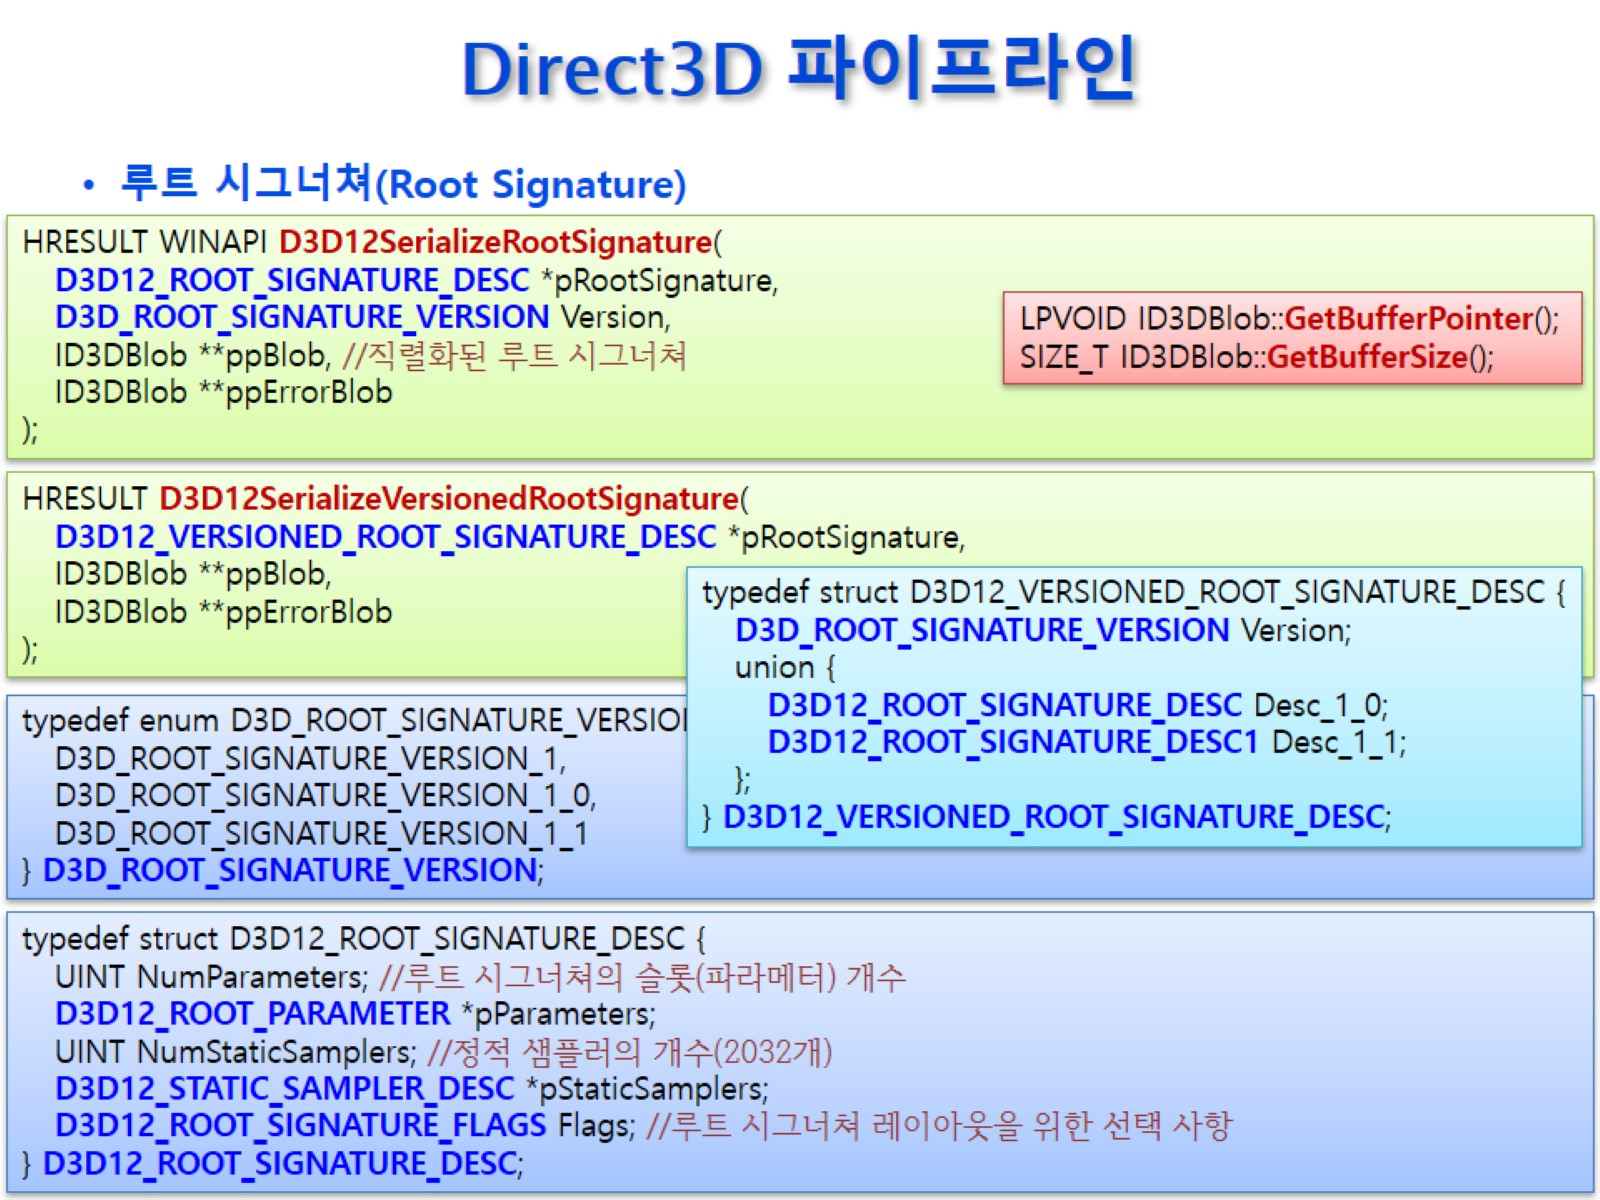 Direct3D 파이프라인
• 루트 시그너쳐(Root Signature)
HRESULT WINAPI D3D12SerializeRootSignature(
D3D12_ROOT_SIGNATURE_DESC *pRootSignature,
D3D_ROOT_SIGNATURE_VERSION Version,
ID3DBlob **ppBlob, //직렬화된 루트 시그너쳐
ID3DBlob **ppErrorBlob
);
LPVOID ID3DBlob::GetBufferPointer();
SIZE_T ID3DBlob::GetBufferSize();
HRESULT D3D12SerializeVersionedRootSignature(
D3D12_VERSIONED_ROOT_SIGNATURE_DESC *pRootSignature,
ID3DBlob **ppBlob,
ID3DBlob **ppErrorBlob
);
typedef struct D3D12_VERSIONED_ROOT_SIGNATURE_DESC {
D3D_ROOT_SIGNATURE_VERSION Version;
union {
D3D12_ROOT_SIGNATURE_DESC Desc_1_0;
D3D12_ROOT_SIGNATURE_DESC1 Desc_1_1;
};
} D3D12_VERSIONED_ROOT_SIGNATURE_DESC;
typedef enum D3D_ROOT_SIGNATURE_VERSIO
D3D_ROOT_SIGNATURE_VERSION_1,
D3D_ROOT_SIGNATURE_VERSION_1_0,
D3D_ROOT_SIGNATURE_VERSION_1_1
} D3D_ROOT_SIGNATURE_VERSION;
typedef struct D3D12_ROOT_SIGNATURE_DESC {
UINT NumParameters; //루트 시그너쳐의 슬롯(파라메터) 개수
D3D12_ROOT_PARAMETER *pParameters;
UINT NumStaticSamplers; //정적 샘플러의 개수(2032개)
D3D12_STATIC_SAMPLER_DESC *pStaticSamplers;
D3D12_ROOT_SIGNATURE_FLAGS Flags; //루트 시그너쳐 레이아웃을 위한 선택 사항
} D3D12_ROOT_SIGNATURE_DESC;